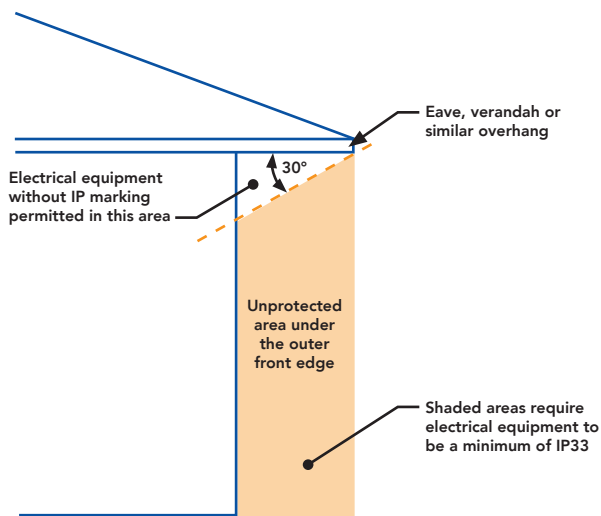 Eave, verandah or
similar overhang
30°
Electrical equipment
without IP marking
permitted in this area
Unprotected
area under
the outer
front edge
Shaded areas require
electrical equipment to
be a minimum of IP33